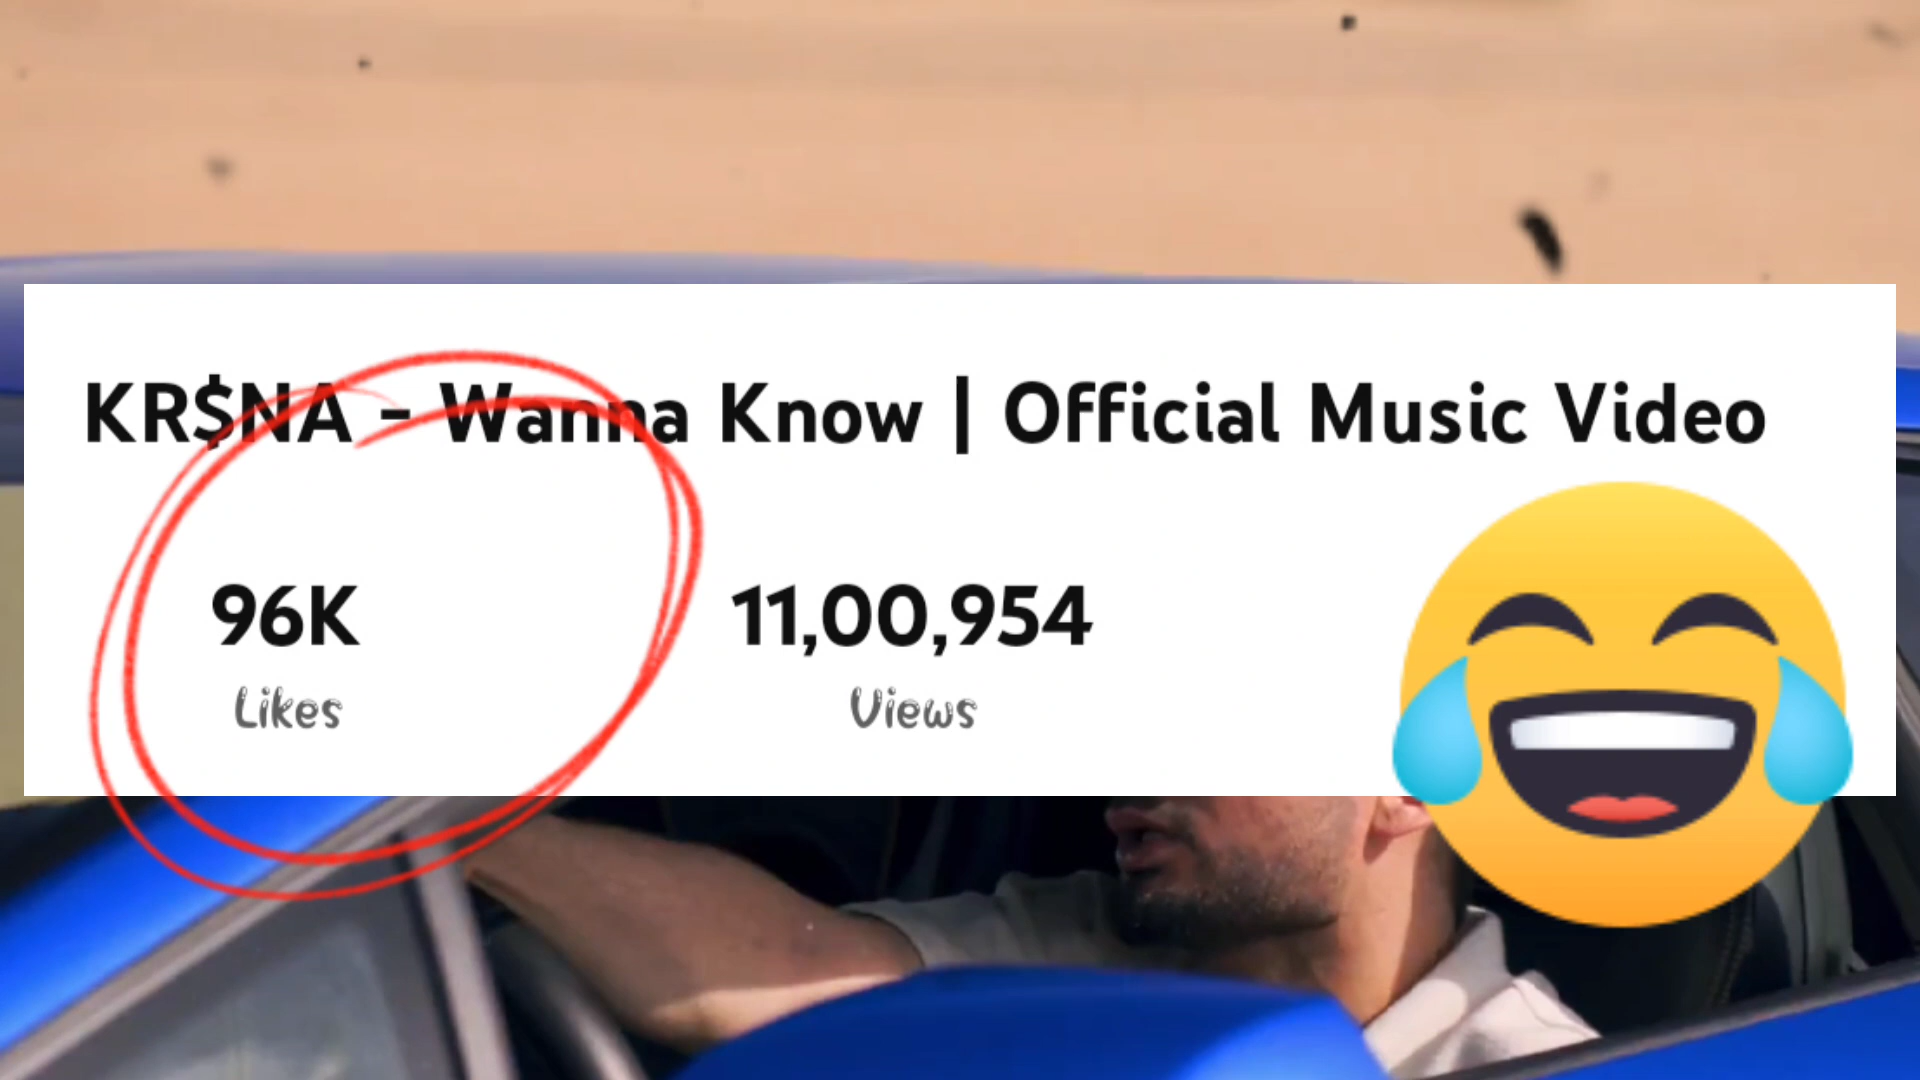 KR$NA - Wanna Know | Official Music Video
96K
11,00,954
Likes
Views